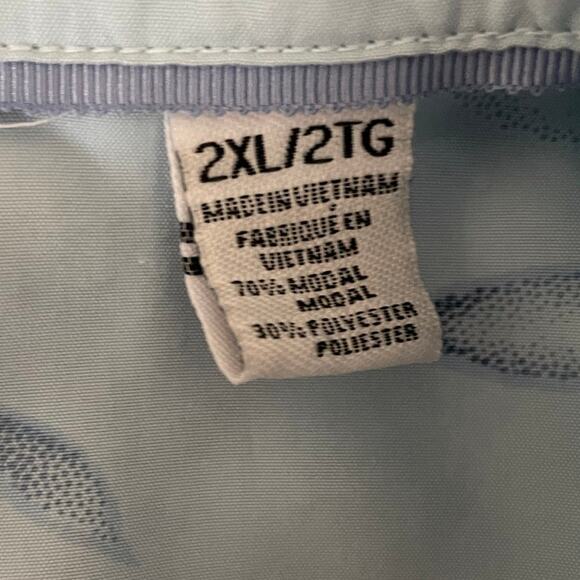 2XL/2TG
MADE IN VIETNAM
FABRIQUÉ EN
VIETNAM
70% MODAL
MODAL
30% POLYESTER
POLIESTER